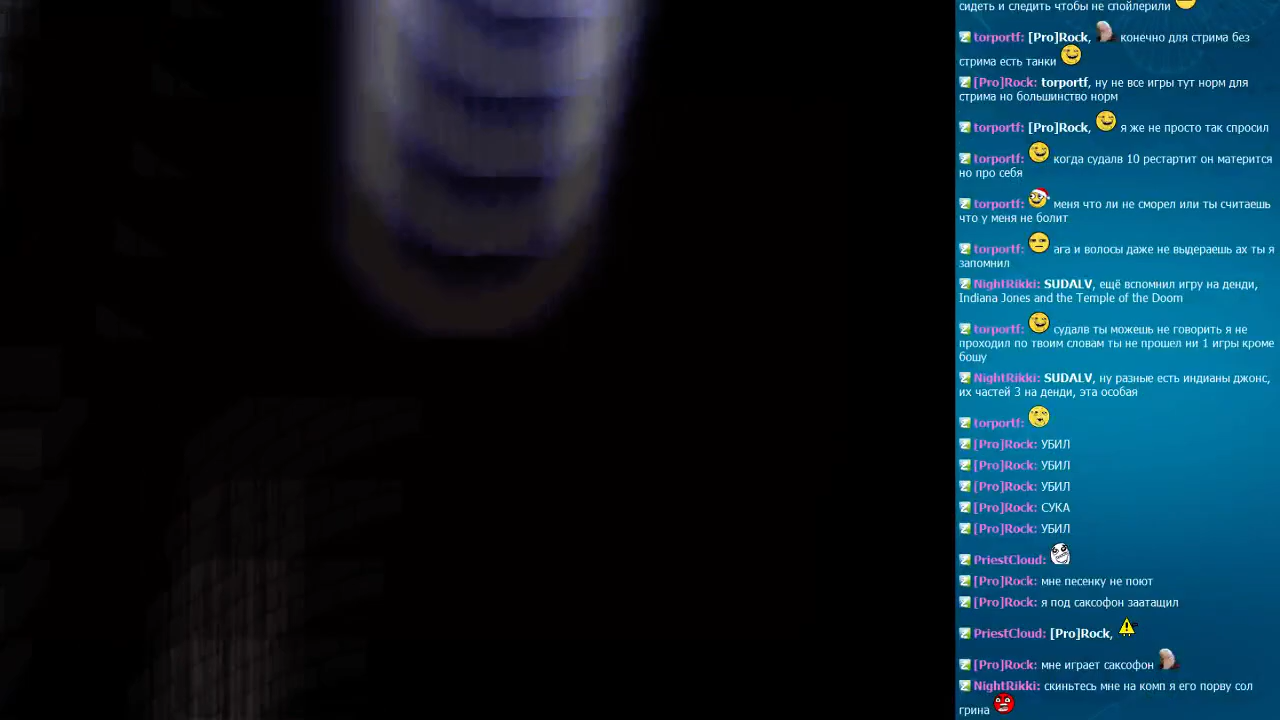 сидеть и следить чтобы не спойлерили
torportf: [Pro]Rock, конечно для стрима без
стрима есть танки
[Pro]Rock: torportf, ну не все игры тут норм для
стрима но большинство норм
torportf: [Pro]Rock, я же не просто так спросил
torportf: когда судалв 10 рестартит он матерится
но про себя
torportf: меня что ли не сморел или ты считаешь
что у меня не болит
torportf: ага и волосы даже не выдераешь ах ты я
запомнил
NightRikki: SUDALV, ещё вспомнил игру на денди,
Indiana Jones and the Temple of the Doom
torportf: судалв ты можешь не говорить я не
проходил по твоим словам ты не прошел ни 1 игры кроме
бошу
NightRikki: SUDALV, ну разные есть индианы джонс,
их частей 3 на денди, эта особая
torportf:
[Pro]Rock: УБИЛ
[Pro]Rock: УБИЛ
[Pro]Rock: УБИЛ
[Pro]Rock: СУКА
[Pro]Rock: УБИЛ
PriestCloud:
[Pro]Rock: мне песенку не поют
[Pro]Rock: я под саксофон заатащил
PriestCloud: [Pro]Rock,
[Pro]Rock: мне играет саксофон
NightRikki: скиньтесь мне на комп я его порву сол
грина